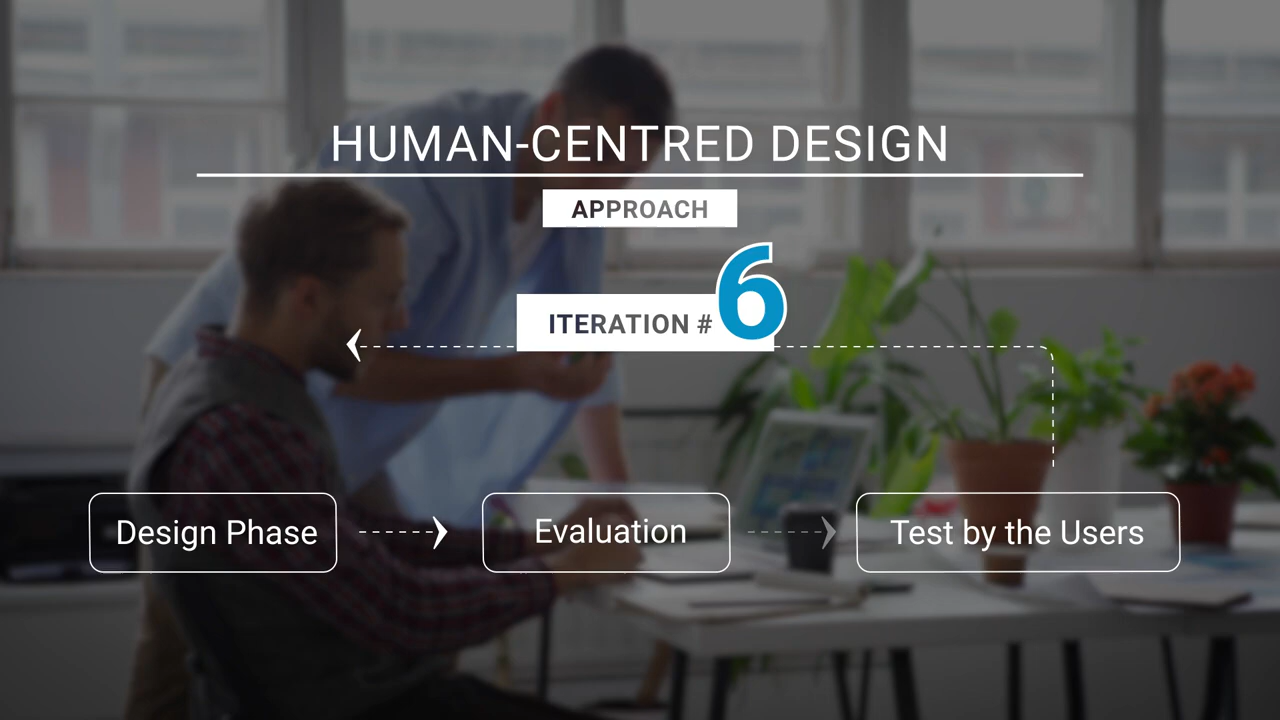 HUMAN-CENTRED DESIGN
APPROACH
ITERATION # 6
Design Phase
Evaluation
Test by the Users